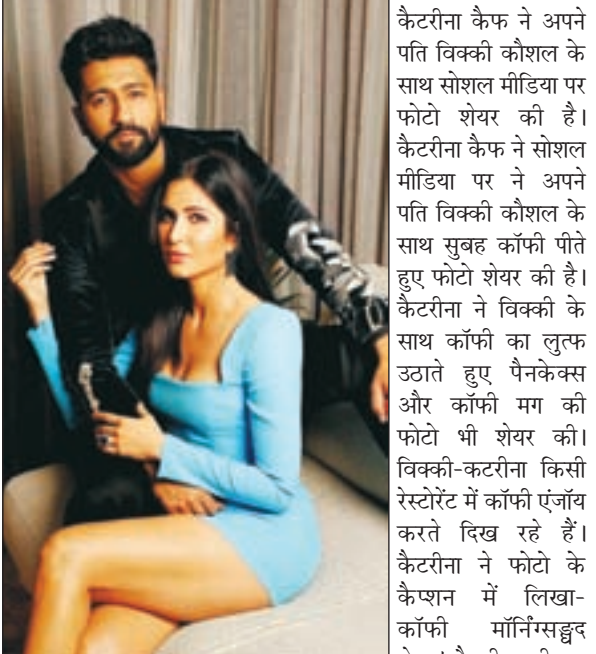 कैटरीना कैफ ने अपने
पति विक्की कौशल के
साथ सोशल मीडिया पर
फोटो शेयर की है।
कैटरीना कैफ ने सोशल
मीडिया पर ने अपने
पति विक्की कौशल के
साथ सुबह कॉफी पीते
हुए फोटो शेयर की है।
कैटरीना ने विक्की के
साथ कॉफी का लुत्फ
उठाते हुए पैनकेक्स
और कॉफी मग की
फोटो भी शेयर की।
विक्की-कटरीना किसी
रेस्टोरेंट में कॉफी एंजॉय
करते दिख रहे हैं।
कैटरीना ने फोटो के
कैप्शन में लिखा-
कॉफी मॉर्निंग्सङ्घद